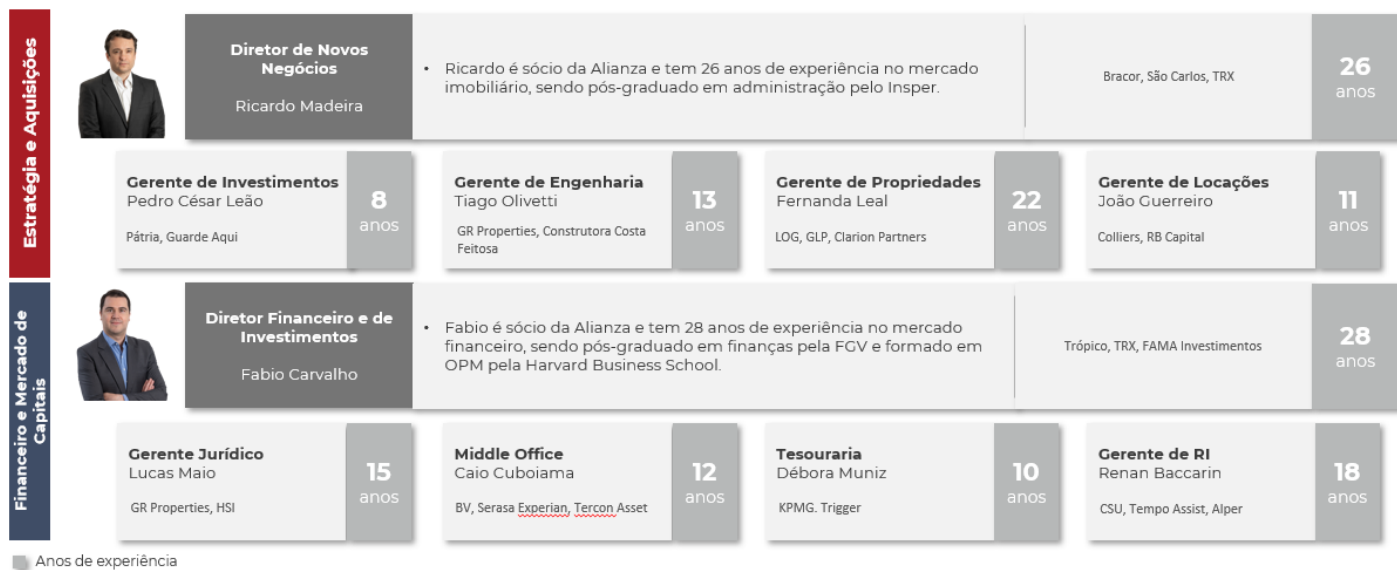 Estratégia e Aquisições
Diretor de Novos
Negócios
Ricardo Madeira
• Ricardo é sócio da Alianza e tem 26 anos de experiência no mercado
imobiliário, sendo pós-graduado em administração pelo Insper.
Bracor, São Carlos, TRX
26
anos
Gerente de Investimentos
Pedro César Leão
Pátria, Guarde Aqui
8
anos
Gerente de Engenharia
Tiago Olivetti
GR Properties, Construtora Costa
Feitosa
13
anos
Gerente de Propriedades
Fernanda Leal
LOG, GLP, Clarion Partners
22
anos
Gerente de Locações
João Guerreiro
Colliers, RB Capital
11
anos
Financeiro e Mercado de
Capitais
Diretor Financeiro e de
Investimentos
Fabio Carvalho
• Fabio é sócio da Alianza e tem 28 anos de experiência no mercado
financeiro, sendo pós-graduado em finanças pela FGV e formado em
OPM pela Harvard Business School.
Trópico, TRX, FAMA Investimentos
28
anos
Gerente Jurídico
Lucas Maio
GR Properties, HSI
15
anos
Middle Office
Caio Cuboiama
BV, Serasa Experian, Tercon Asset
12
anos
Tesouraria
Débora Muniz
KPMG. Trigger
10
anos
Gerente de RI
Renan Baccarin
CSU, Tempo Assist, Alper
18
anos
Anos de experiência